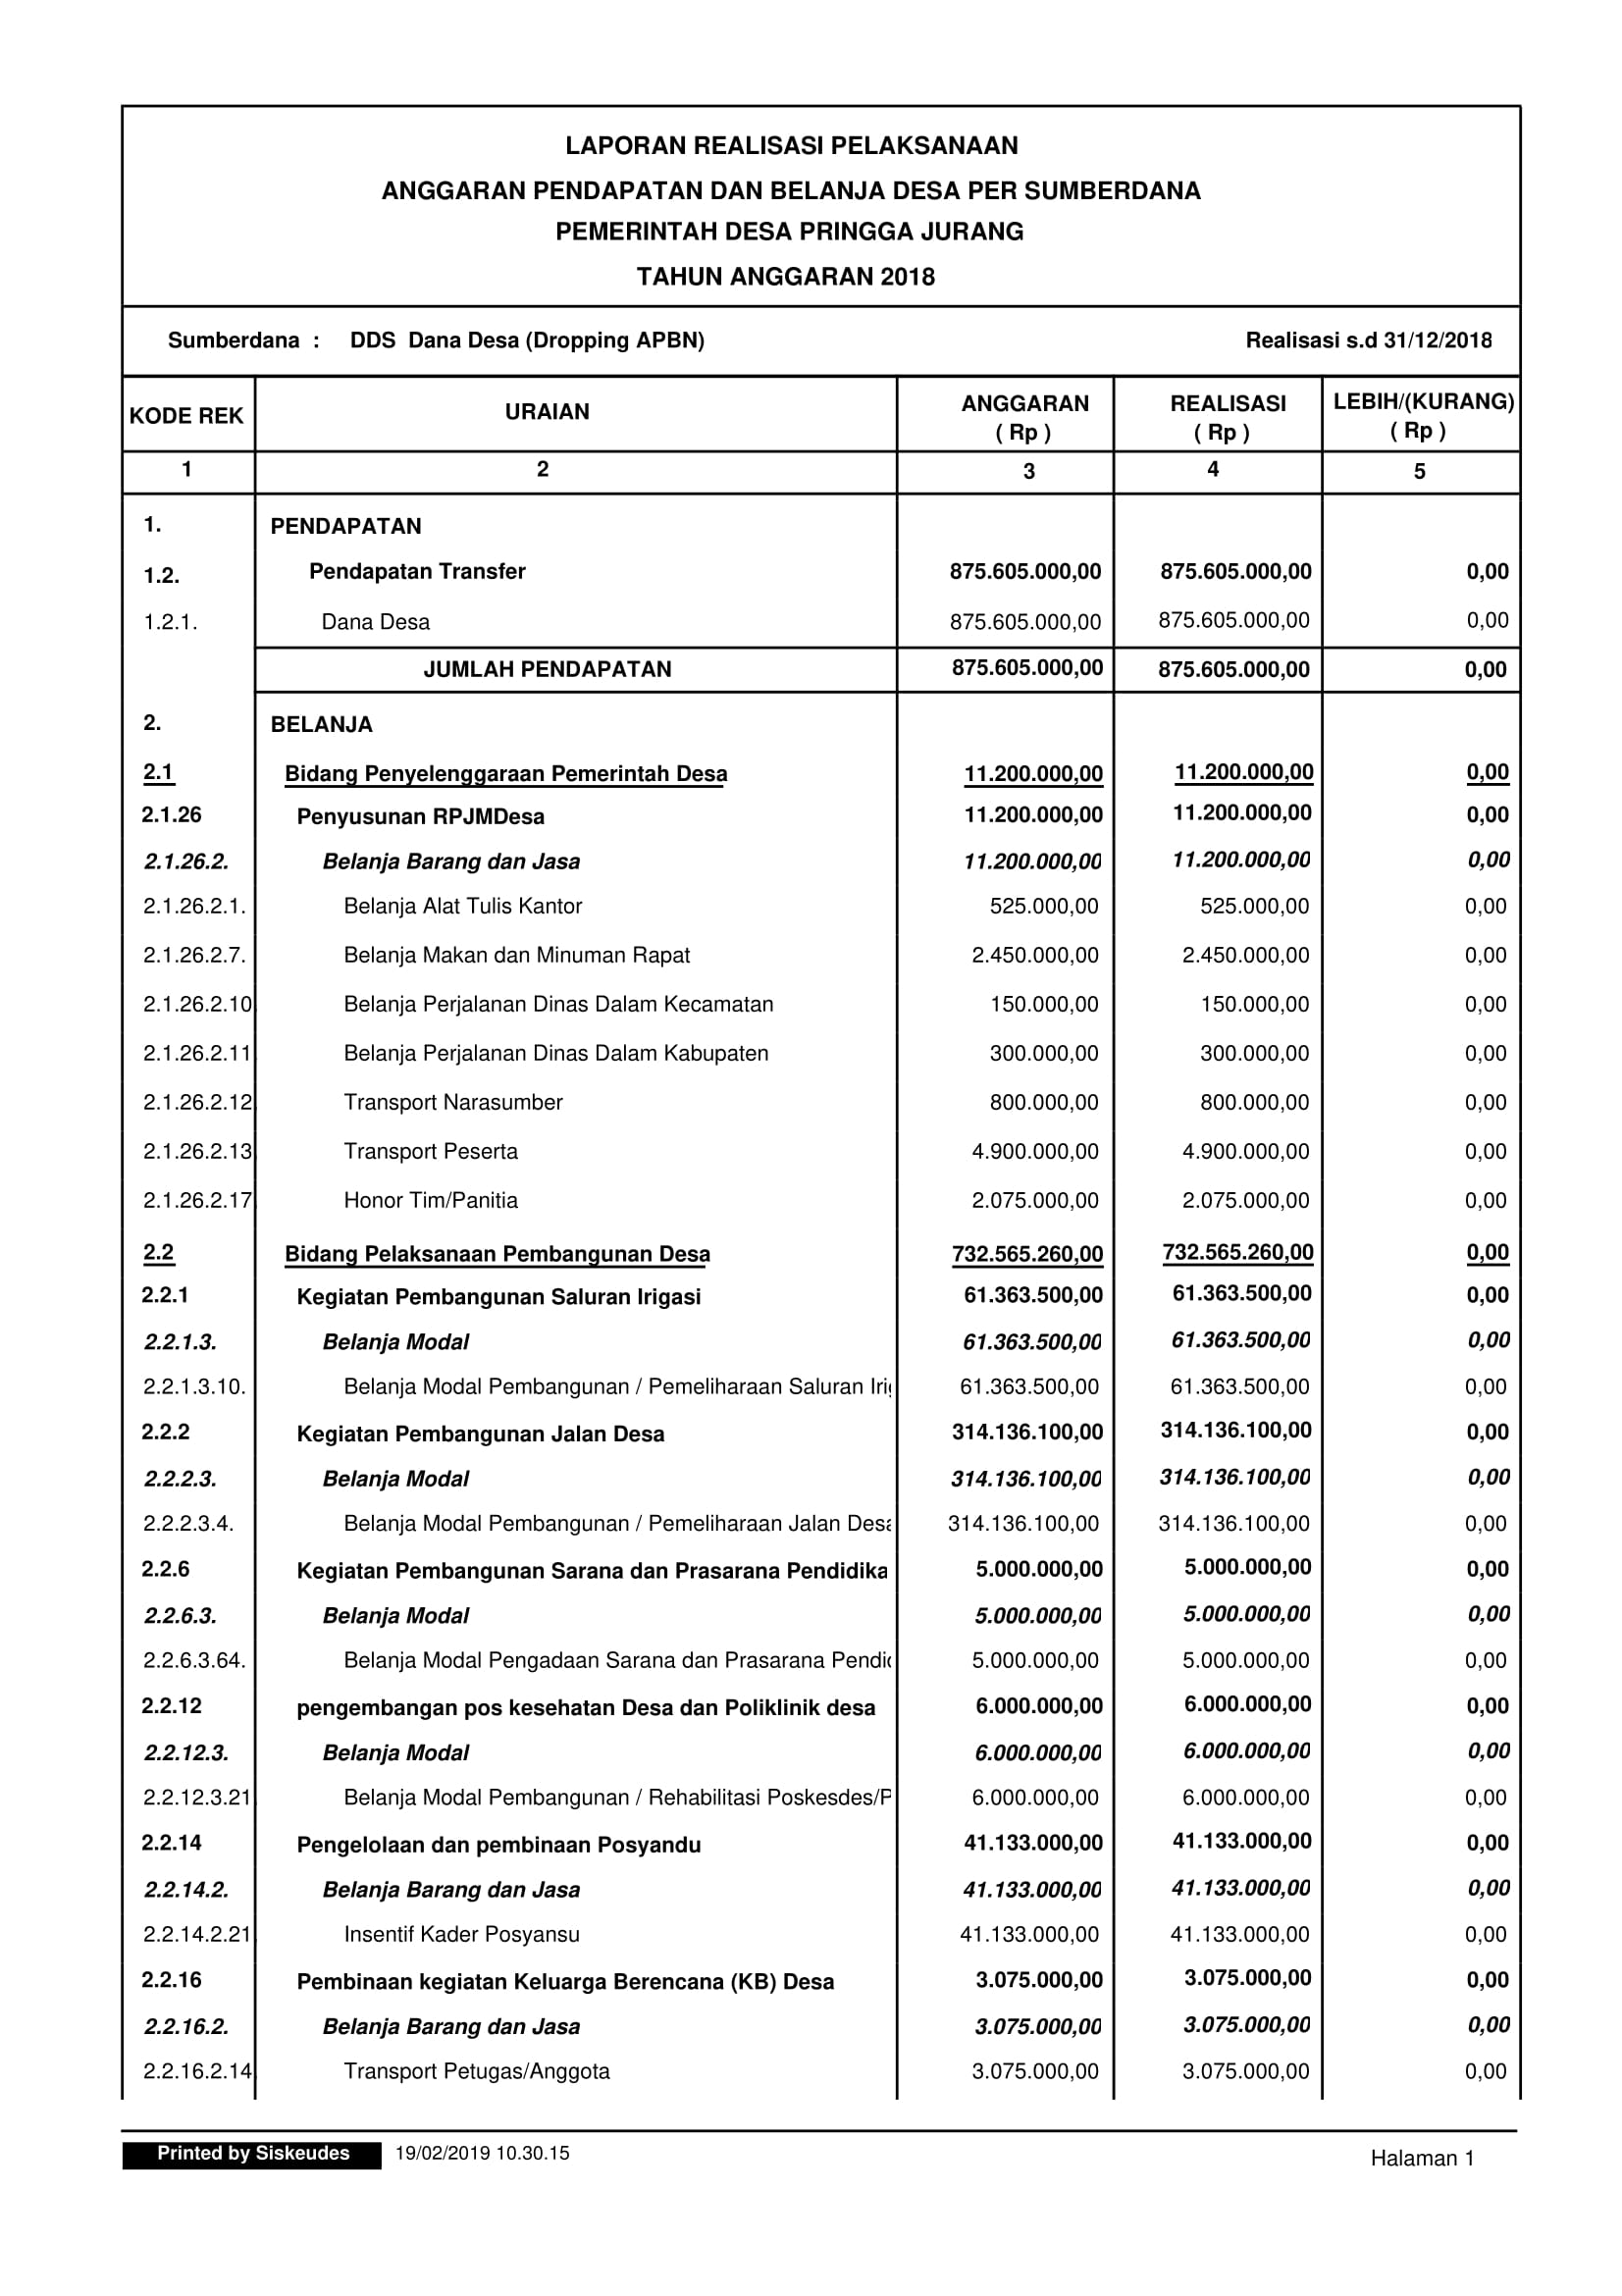 LAPORAN REALISASI PELAKSANAAN
ANGGARAN PENDAPATAN DAN BELANJA DESA PER SUMBERDANA
PEMERINTAH DESA PRINGGA JURANG
TAHUN ANGGARAN 2018
Sumberdana : DDS Dana Desa (Dropping APBN) Realisasi s.d 31/12/2018
KODE REK URAIAN ANGGARAN ( Rp ) REALISASI ( Rp ) LEBIH/(KURANG) ( Rp )
1 2 3 4 5
1. PENDAPATAN
1.2. Pendapatan Transfer 875.605.000,00 875.605.000,00 0,00
1.2.1. Dana Desa 875.605.000,00 875.605.000,00 0,00
JUMLAH PENDAPATAN 875.605.000,00 875.605.000,00 0,00
2. BELANJA
2.1 Bidang Penyelenggaraan Pemerintah Desa 11.200.000,00 11.200.000,00 0,00
2.1.26 Penyusunan RPJMDesa 11.200.000,00 11.200.000,00 0,00
2.1.26.2. Belanja Barang dan Jasa 11.200.000,00 11.200.000,00 0,00
2.1.26.2.1. Belanja Alat Tulis Kantor 525.000,00 525.000,00 0,00
2.1.26.2.7. Belanja Makan dan Minuman Rapat 2.450.000,00 2.450.000,00 0,00
2.1.26.2.10 Belanja Perjalanan Dinas Dalam Kecamatan 150.000,00 150.000,00 0,00
2.1.26.2.11 Belanja Perjalanan Dinas Dalam Kabupaten 300.000,00 300.000,00 0,00
2.1.26.2.12 Transport Narasumber 800.000,00 800.000,00 0,00
2.1.26.2.13 Transport Peserta 4.900.000,00 4.900.000,00 0,00
2.1.26.2.17 Honor Tim/Panitia 2.075.000,00 2.075.000,00 0,00
2.2 Bidang Pelaksanaan Pembangunan Desa 732.565.260,00 732.565.260,00 0,00
2.2.1 Kegiatan Pembangunan Saluran Irigasi 61.363.500,00 61.363.500,00 0,00
2.2.1.3. Belanja Modal 61.363.500,00 61.363.500,00 0,00
2.2.1.3.10. Belanja Modal Pembangunan / Pemeliharaan Saluran Irig 61.363.500,00 61.363.500,00 0,00
2.2.2 Kegiatan Pembangunan Jalan Desa 314.136.100,00 314.136.100,00 0,00
2.2.2.3. Belanja Modal 314.136.100,00 314.136.100,00 0,00
2.2.2.3.4. Belanja Modal Pembangunan / Pemeliharaan Jalan Desa 314.136.100,00 314.136.100,00 0,00
2.2.6 Kegiatan Pembangunan Sarana dan Prasarana Pendidika 5.000.000,00 5.000.000,00 0,00
2.2.6.3. Belanja Modal 5.000.000,00 5.000.000,00 0,00
2.2.6.3.64. Belanja Modal Pengadaan Sarana dan Prasarana Pendid 5.000.000,00 5.000.000,00 0,00
2.2.12 pengembangan pos kesehatan Desa dan Poliklinik desa 6.000.000,00 6.000.000,00 0,00
2.2.12.3. Belanja Modal 6.000.000,00 6.000.000,00 0,00
2.2.12.3.21 Belanja Modal Pembangunan / Rehabilitasi Poskesdes/P 6.000.000,00 6.000.000,00 0,00
2.2.14 Pengelolaan dan pembinaan Posyandu 41.133.000,00 41.133.000,00 0,00
2.2.14.2. Belanja Barang dan Jasa 41.133.000,00 41.133.000,00 0,00
2.2.14.2.21 Insentif Kader Posyansu 41.133.000,00 41.133.000,00 0,00
2.2.16 Pembinaan kegiatan Keluarga Berencana (KB) Desa 3.075.000,00 3.075.000,00 0,00
2.2.16.2. Belanja Barang dan Jasa 3.075.000,00 3.075.000,00 0,00
2.2.16.2.14 Transport Petugas/Anggota 3.075.000,00 3.075.000,00 0,00
Printed by Siskeudes 19/02/2019 10.30.15 Halaman 1